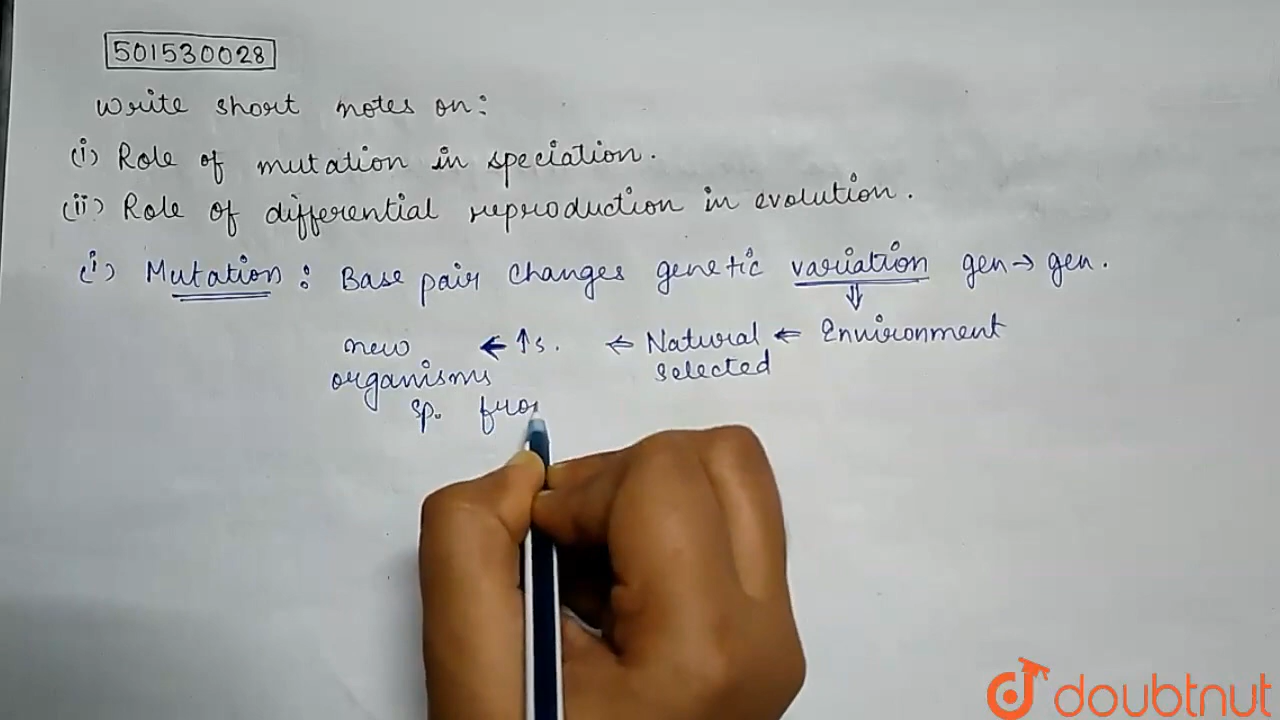 501530028
Write short notes on:
(i) Role of mutation in speciation.
(ii) Role of differential reproduction in evolution.
(i) Mutation : Base pair changes genetic variation gen → gen.
⇓
new ← ↑s. ← Natural ← Environment
organisms selected
sp. fro
doubtnut